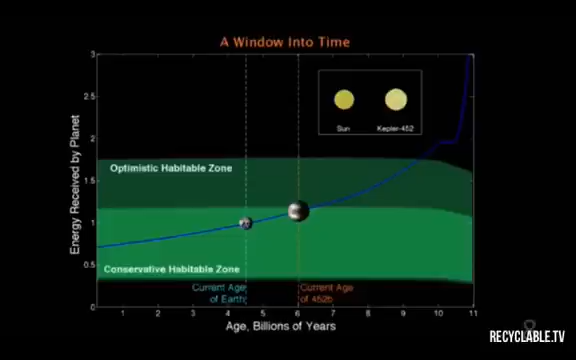 A Window Into Time
3
2.5
2
1.5
1
0.5
0
Energy Received by Planet
Sun
Kepler-452
Optimistic Habitable Zone
Conservative Habitable Zone
Current Age
of Earth
Current Age
of 452b
1 2 3 4 5 6 7 8 9 10 11
Age, Billions of Years
RECYCLABLE.TV